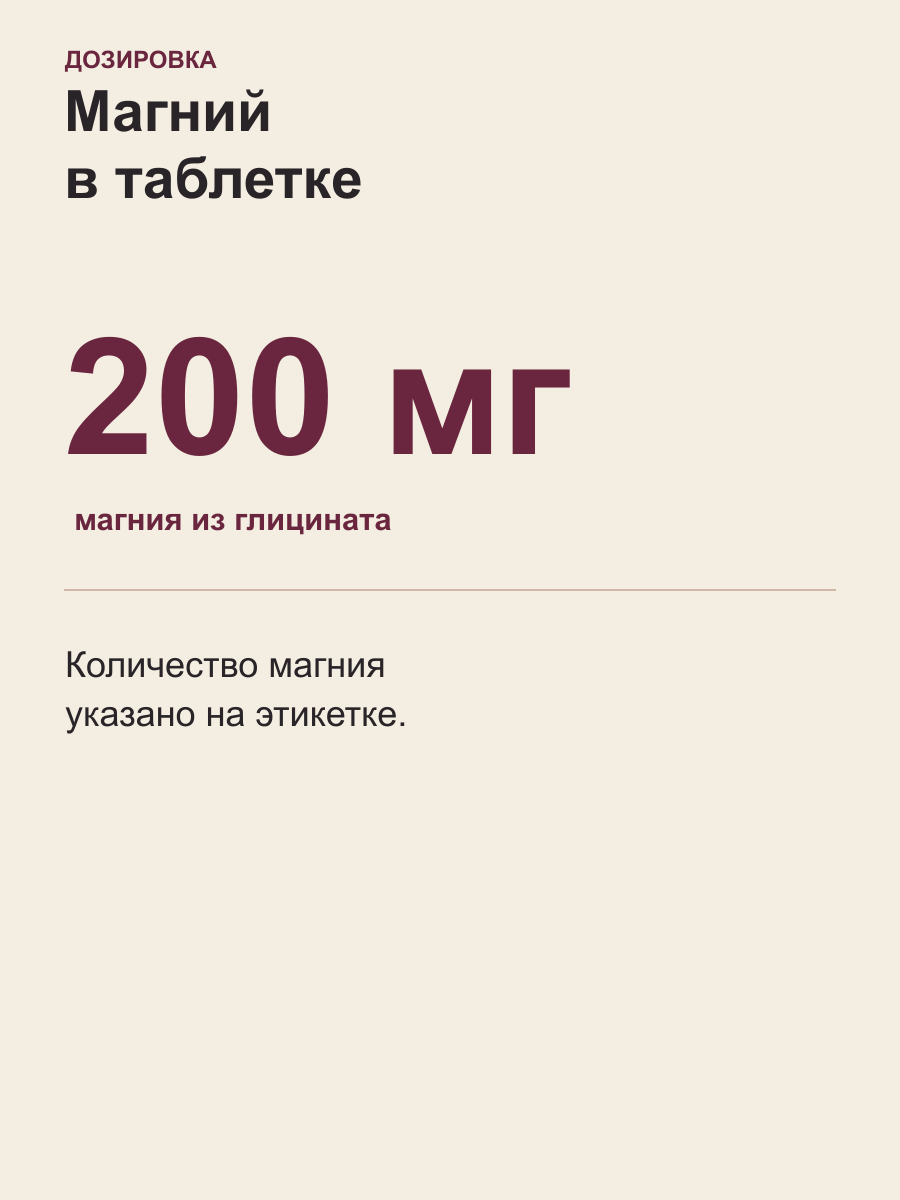 ДОЗИРОВКА
Магний
в таблетке
200 мг
магния из глицината
Количество магния
указано на этикетке.